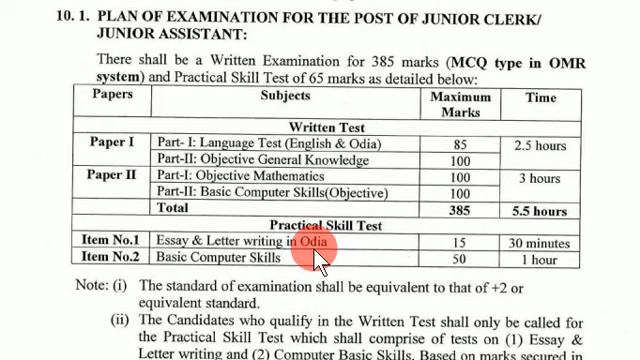 10. 1. PLAN OF EXAMINATION FOR THE POST OF JUNIOR CLERK/
JUNIOR ASSISTANT:
There shall be a Written Examination for 385 marks (MCQ type in OMR
system) and Practical Skill Test of 65 marks as detailed below:
Papers Subjects Maximum Marks Time
Written Test
Paper I Part- I: Language Test (English & Odia) 85 2.5 hours
Part-II: Objective General Knowledge 100
Paper II Part-I: Objective Mathematics 100 3 hours
Part-II: Basic Computer Skills(Objective) 100
Total 385 5.5 hours
Practical Skill Test
Item No.1 Essay & Letter writing in Odia 15 30 minutes
Item No.2 Basic Computer Skills 50 1 hour
Note: (i) The standard of examination shall be equivalent to that of +2 or
equivalent standard.
(ii) The Candidates who qualify in the Written Test shall only be called for
the Practical Skill Test which shall comprise of tests on (1) Essay &
Letter writing and (2) Computer Basic Skills. Based on marks secured in